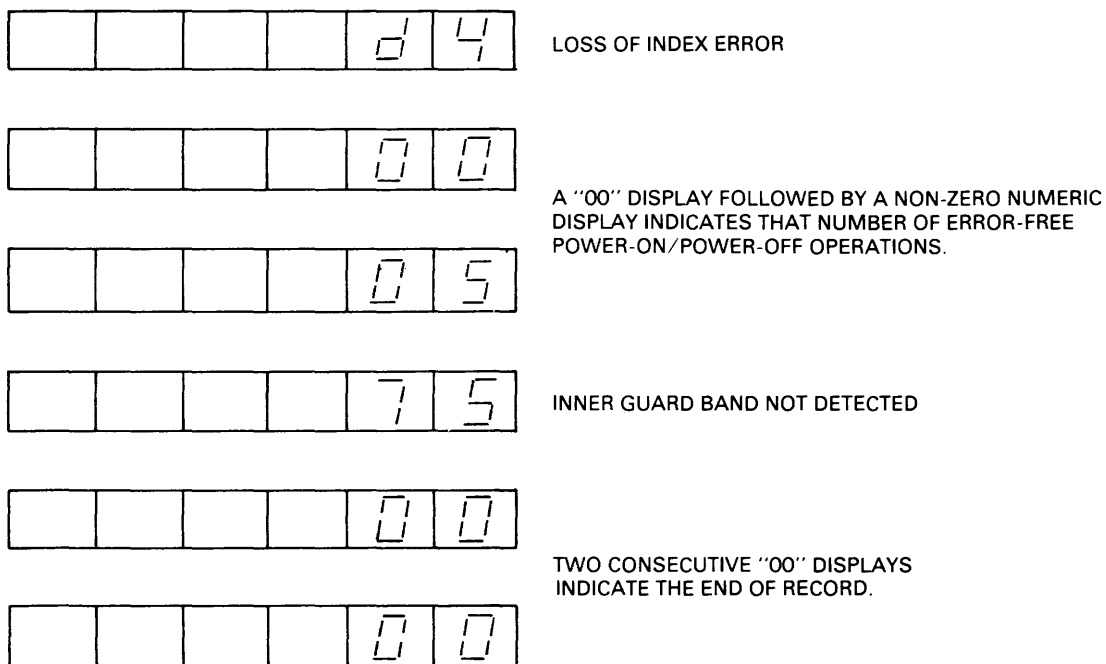 d4 LOSS OF INDEX ERROR
00
A "00" DISPLAY FOLLOWED BY A NON-ZERO NUMERIC
DISPLAY INDICATES THAT NUMBER OF ERROR-FREE
POWER-ON/POWER-OFF OPERATIONS.
05
75 INNER GUARD BAND NOT DETECTED
00
TWO CONSECUTIVE "00" DISPLAYS
INDICATE THE END OF RECORD.
00